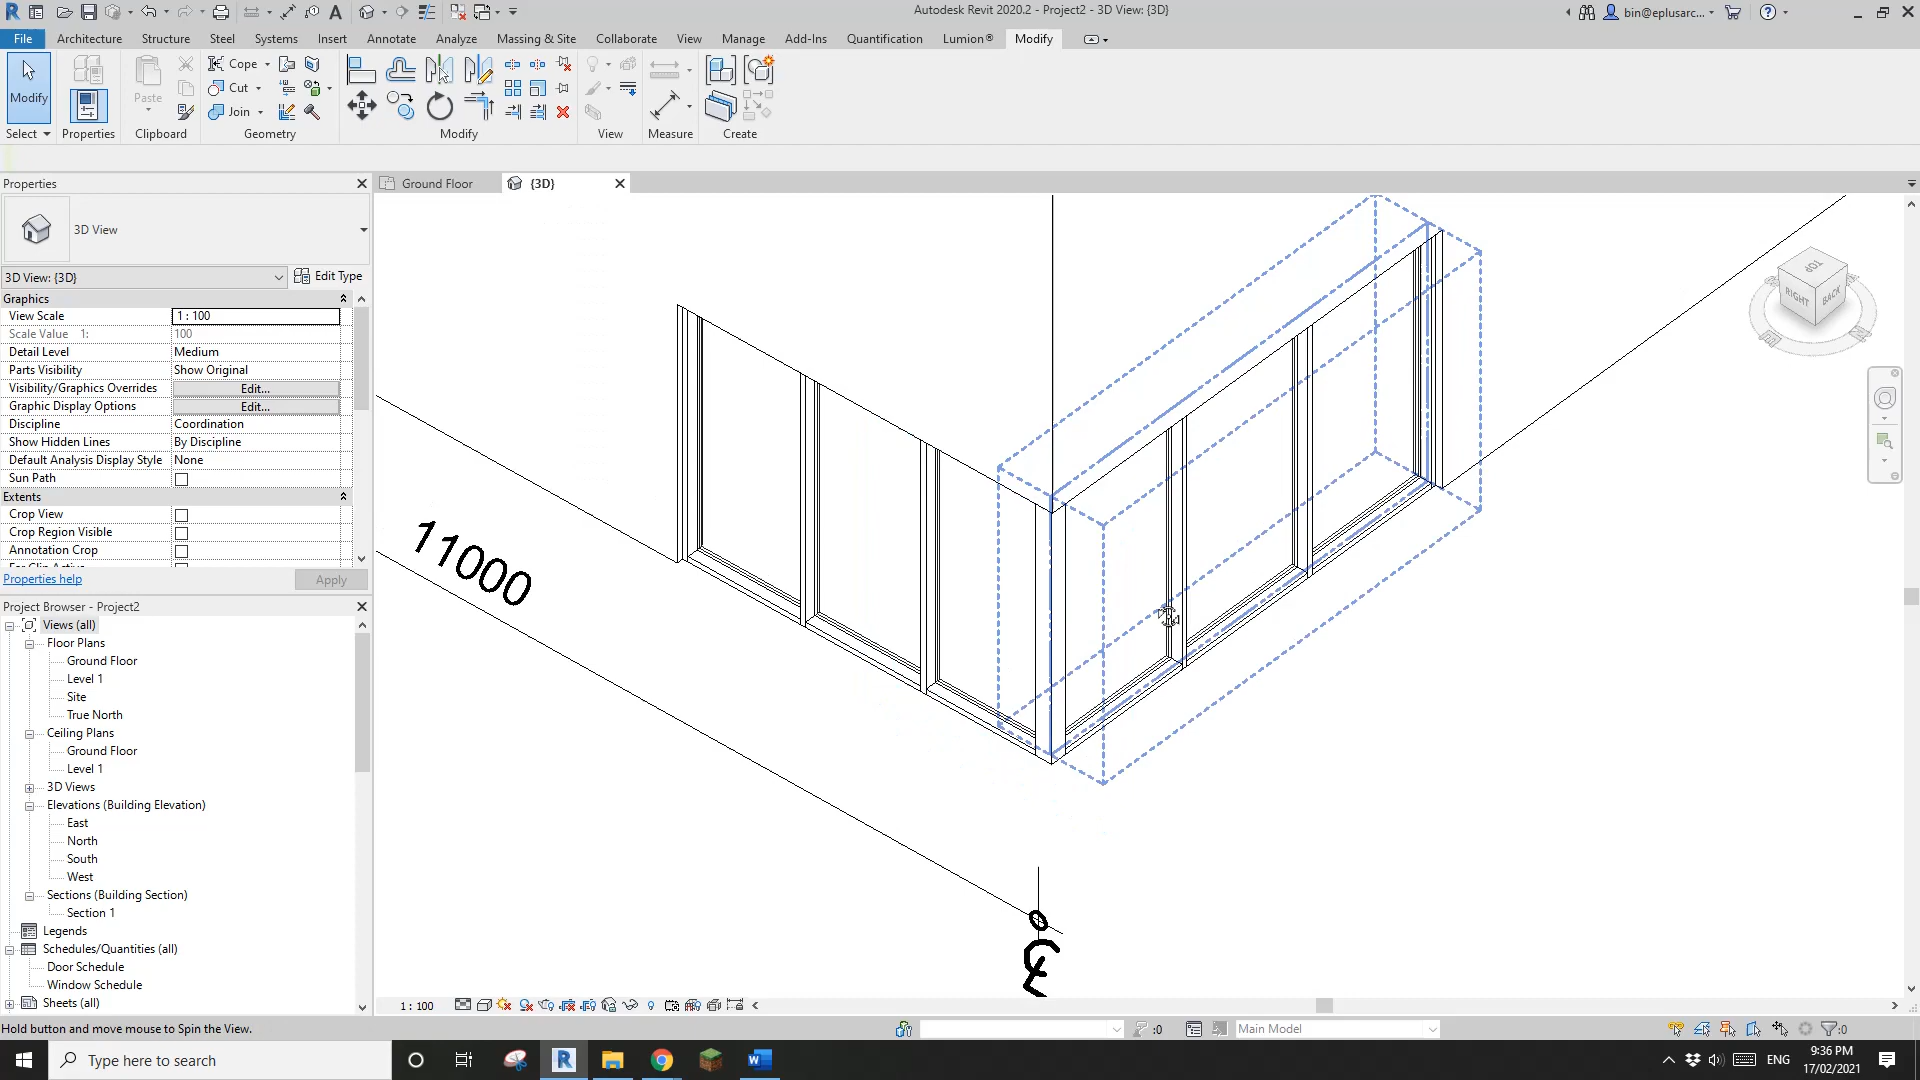 Autodesk Revit 2020.2 - Project2 - 3D View: {3D}
bin@eplusarc...
File Architecture Structure Steel Systems Insert Annotate Analyze Massing & Site Collaborate View Manage Add-Ins Quantification Lumion® Modify
Modify
Paste
Cope
Cut
Join
Select Properties Clipboard Geometry Modify View Measure Create
Properties
Ground Floor
{3D}
3D View
3D View: {3D}
Edit Type
Graphics
View Scale 1 : 100
Scale Value 1: 100
Detail Level Medium
Parts Visibility Show Original
Visibility/Graphics Overrides Edit...
Graphic Display Options Edit...
Discipline Coordination
Show Hidden Lines By Discipline
Default Analysis Display Style None
Sun Path
Extents
Crop View
Crop Region Visible
Annotation Crop
Properties help
Apply
Project Browser - Project2
Views (all)
Floor Plans
Ground Floor
Level 1
Site
True North
Ceiling Plans
Ground Floor
Level 1
3D Views
Elevations (Building Elevation)
East
North
South
West
Sections (Building Section)
Section 1
Legends
Schedules/Quantities (all)
Door Schedule
Window Schedule
Sheets (all)
11000
TOP
RIGHT
BACK
1 : 100
Hold button and move mouse to Spin the View.
:0
Main Model
:0
Type here to search
ENG
9:36 PM
17/02/2021